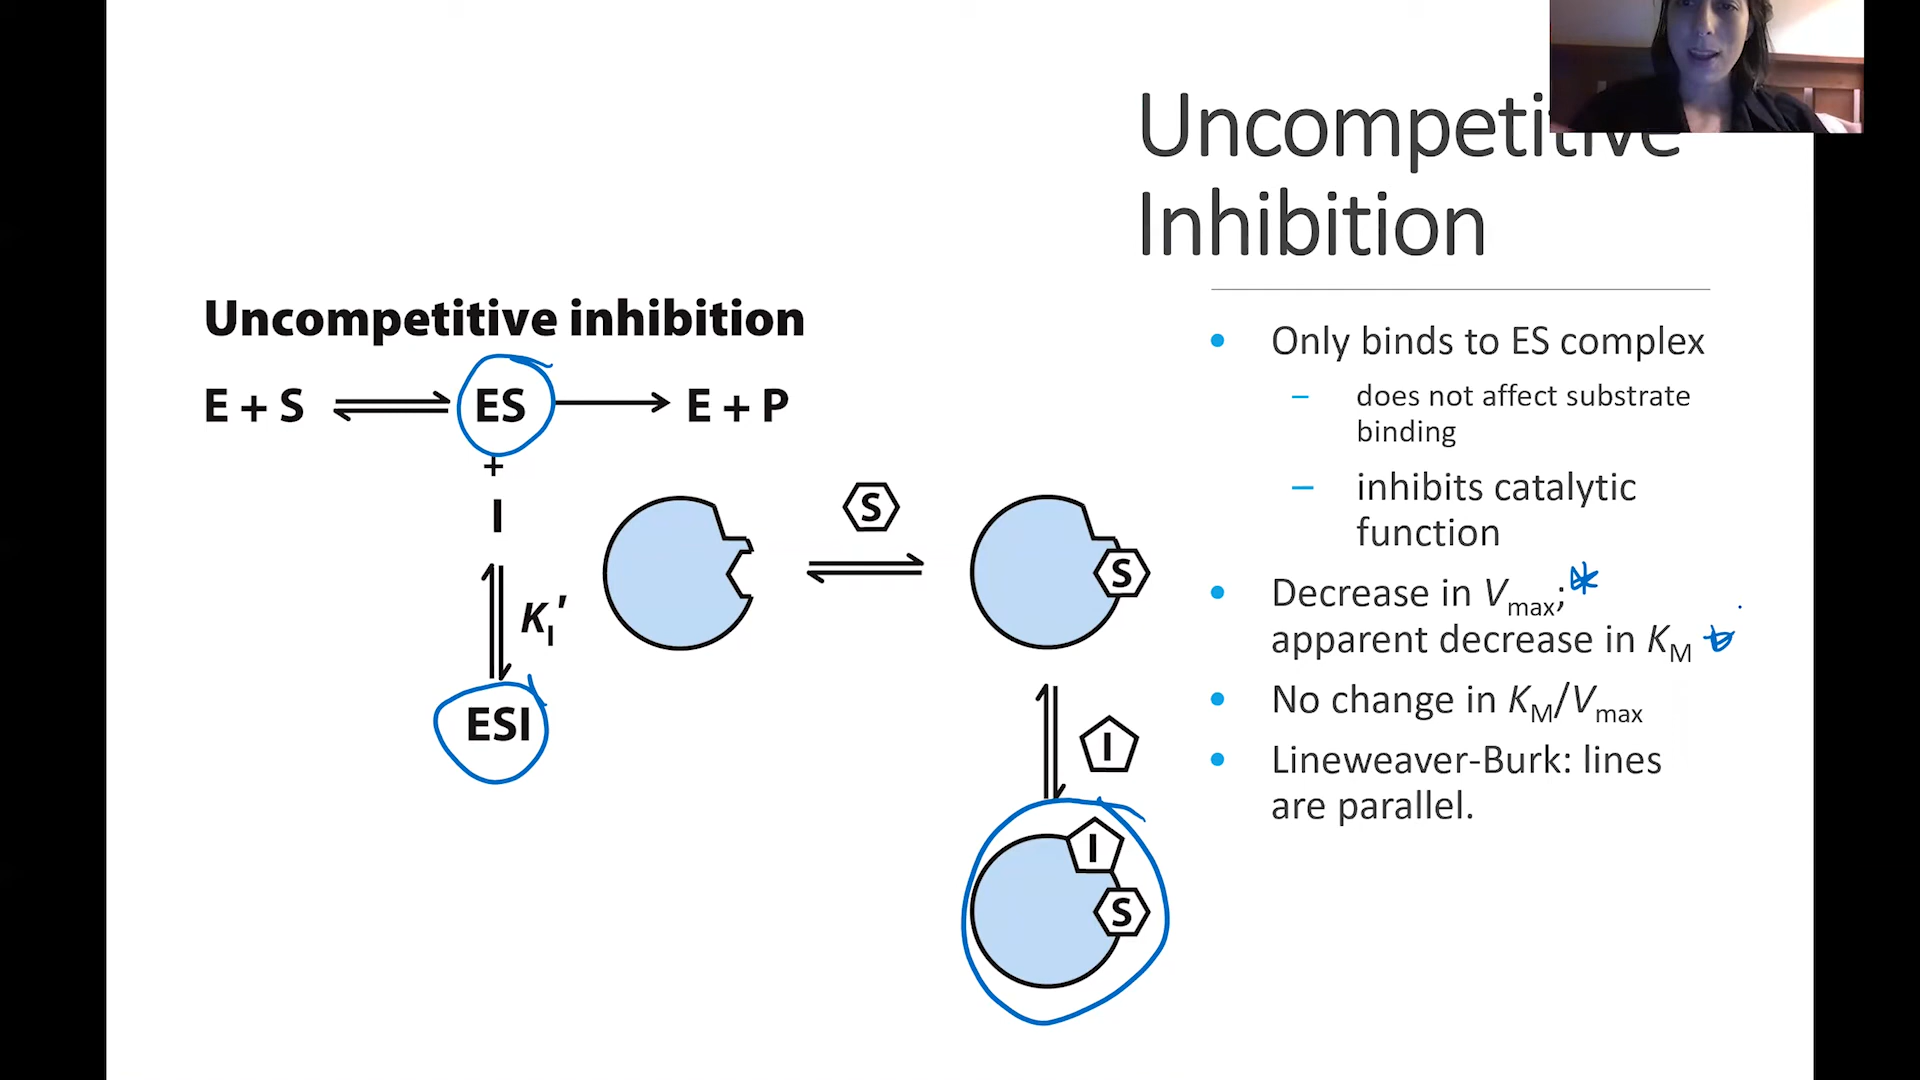 Uncompetitive
Inhibition
Uncompetitive inhibition
E + S ⇌ ES → E + P
+
I
K_I′
ESI
S
S
I
I
S
• Only binds to ES complex
– does not affect substrate
binding
– inhibits catalytic
function
• Decrease in V_max;*
apparent decrease in K_M
• No change in K_M/V_max
• Lineweaver-Burk: lines
are parallel.